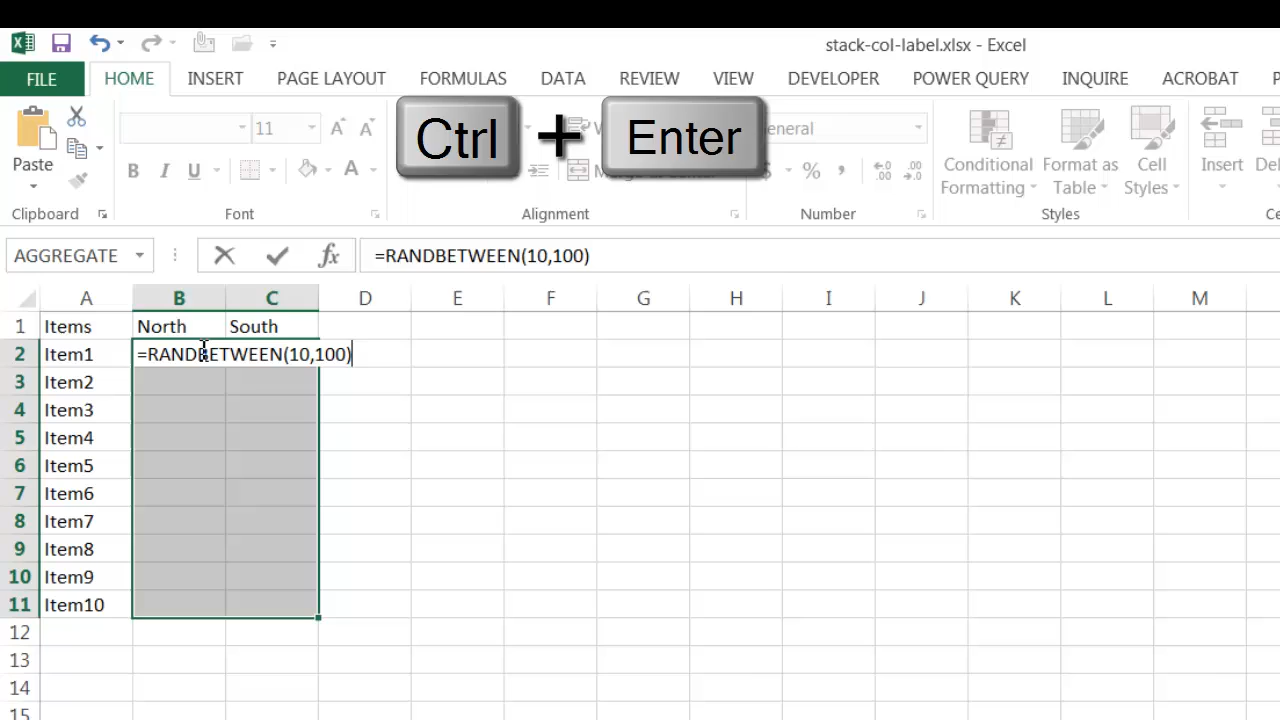 stack-col-label.xlsx - Excel
FILE HOME INSERT PAGE LAYOUT FORMULAS DATA REVIEW VIEW DEVELOPER POWER QUERY INQUIRE ACROBAT P
11 A A
Ctrl + Enter
eneral
Paste
B I U A
$ % ,
Conditional Formatting
Format as Table
Cell Styles
Insert
Clipboard Font Alignment Number Styles
AGGREGATE fx =RANDBETWEEN(10,100)
A B C D E F G H I J K L M
1 Items North South
2 Item1 =RANDBETWEEN(10,100)
3 Item2
4 Item3
5 Item4
6 Item5
7 Item6
8 Item7
9 Item8
10 Item9
11 Item10
12
13
14
15